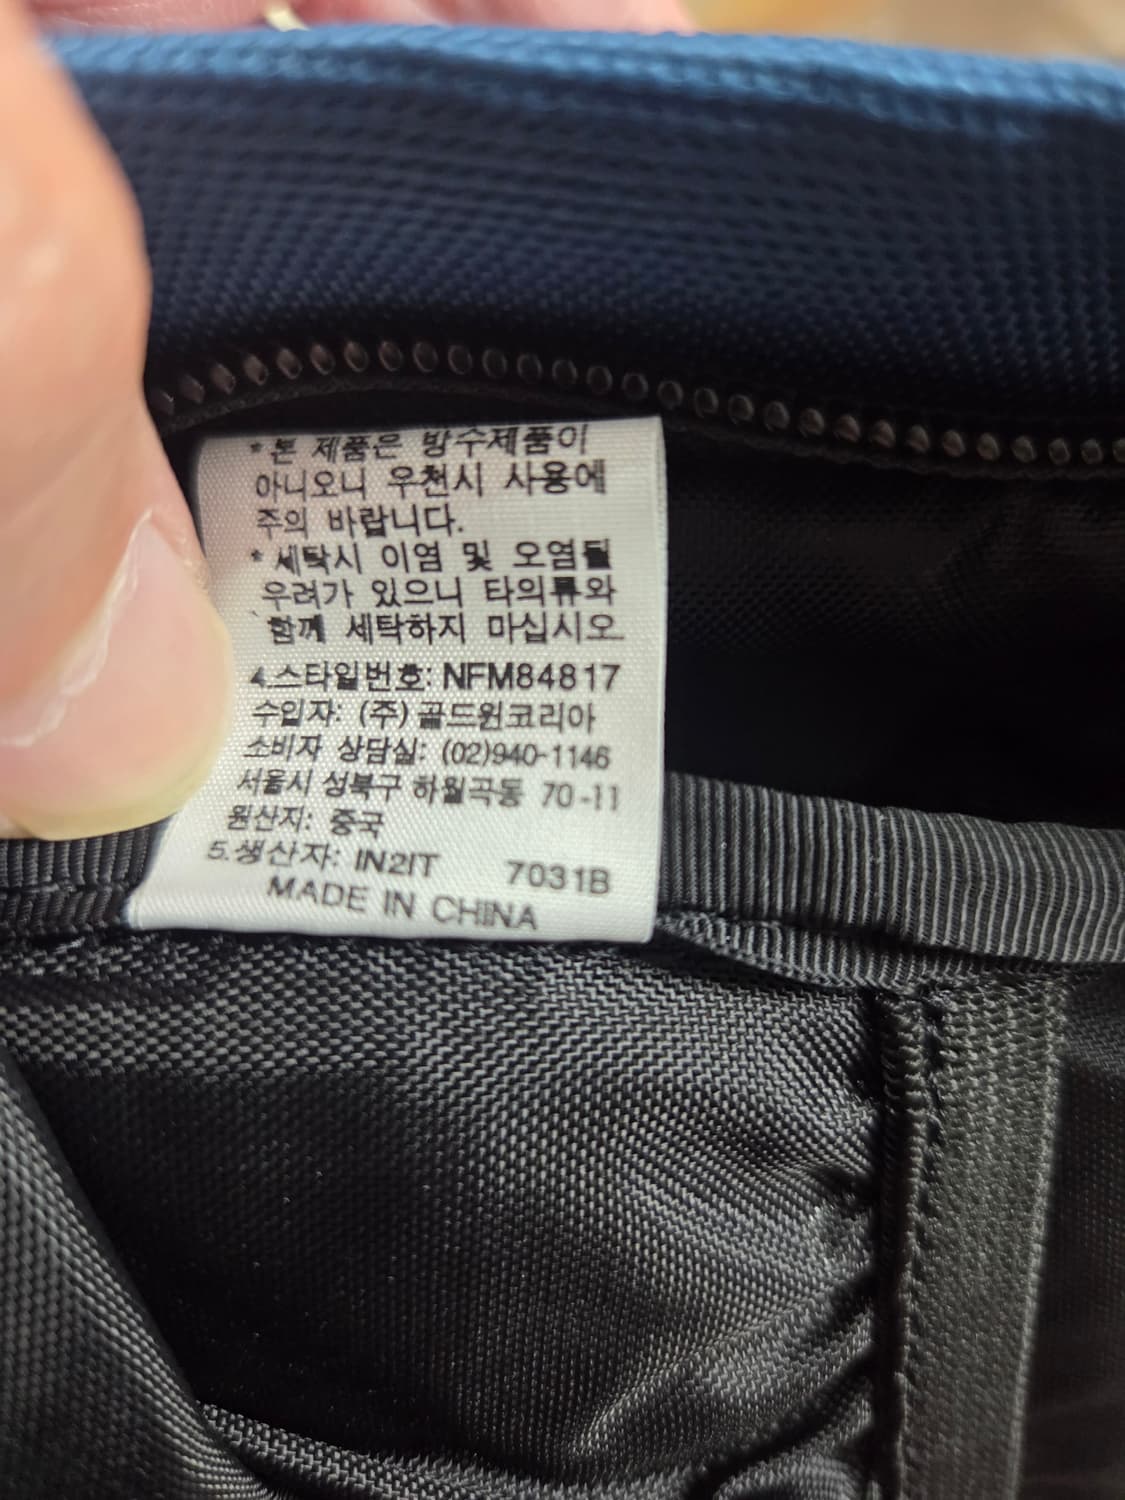 * 본 제품은 방수제품이
아니오니 우천시 사용에
주의 바랍니다.
* 세탁시 이염 및 오염될
우려가 있으니 타의류와
함께 세탁하지 마십시오.
4.스타일번호: NFM84817
수입자: (주)골드윈코리아
소비자 상담실: (02)940-1146
서울시 성북구 하월곡동 70-11
원산지: 중국
5.생산자: IN2IT 7031B
MADE IN CHINA